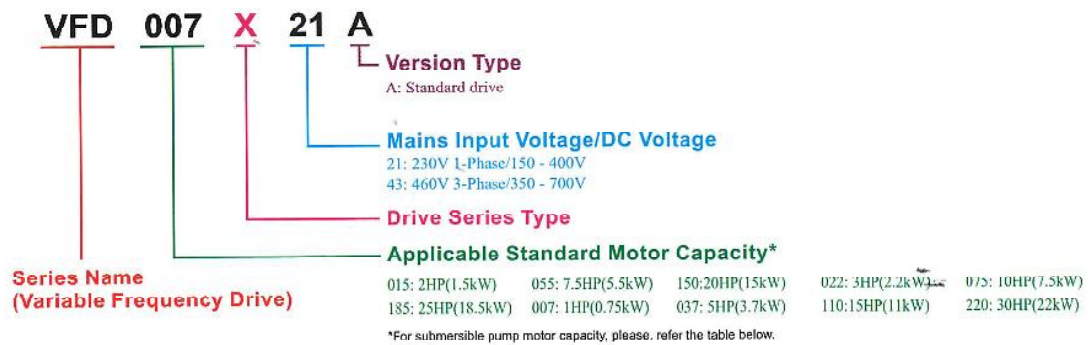 VFD 007 X 21 A
Version Type
A: Standard drive
Mains Input Voltage/DC Voltage
21: 230V 1-Phase/150 - 400V
43: 460V 3-Phase/350 - 700V
Drive Series Type
Applicable Standard Motor Capacity*
Series Name
(Variable Frequency Drive)
015: 2HP(1.5kW) 055: 7.5HP(5.5kW) 150:20HP(15kW) 022: 3HP(2.2kW) 075: 10HP(7.5kW)
185: 25HP(18.5kW) 007: 1HP(0.75kW) 037: 5HP(3.7kW) 110:15HP(11kW) 220: 30HP(22kW)
*For submersible pump motor capacity, please. refer the table below.